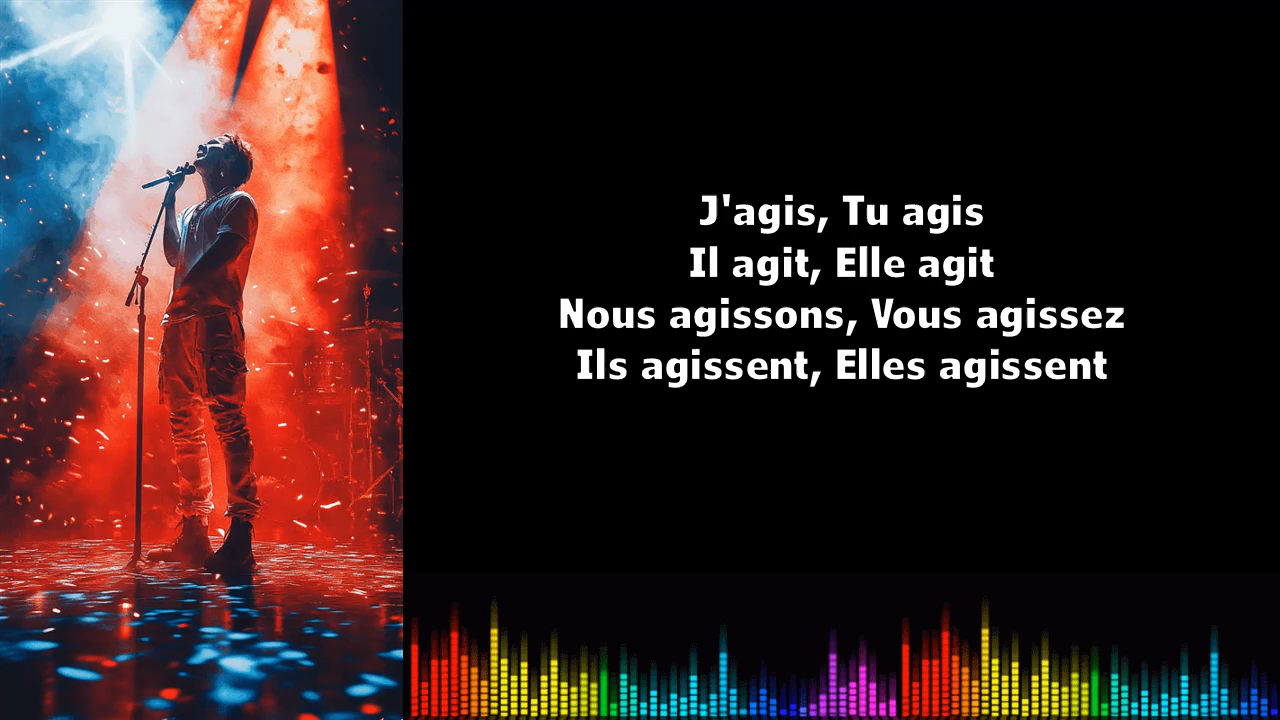 J'agis, Tu agis
Il agit, Elle agit
Nous agissons, Vous agissez
Ils agissent, Elles agissent